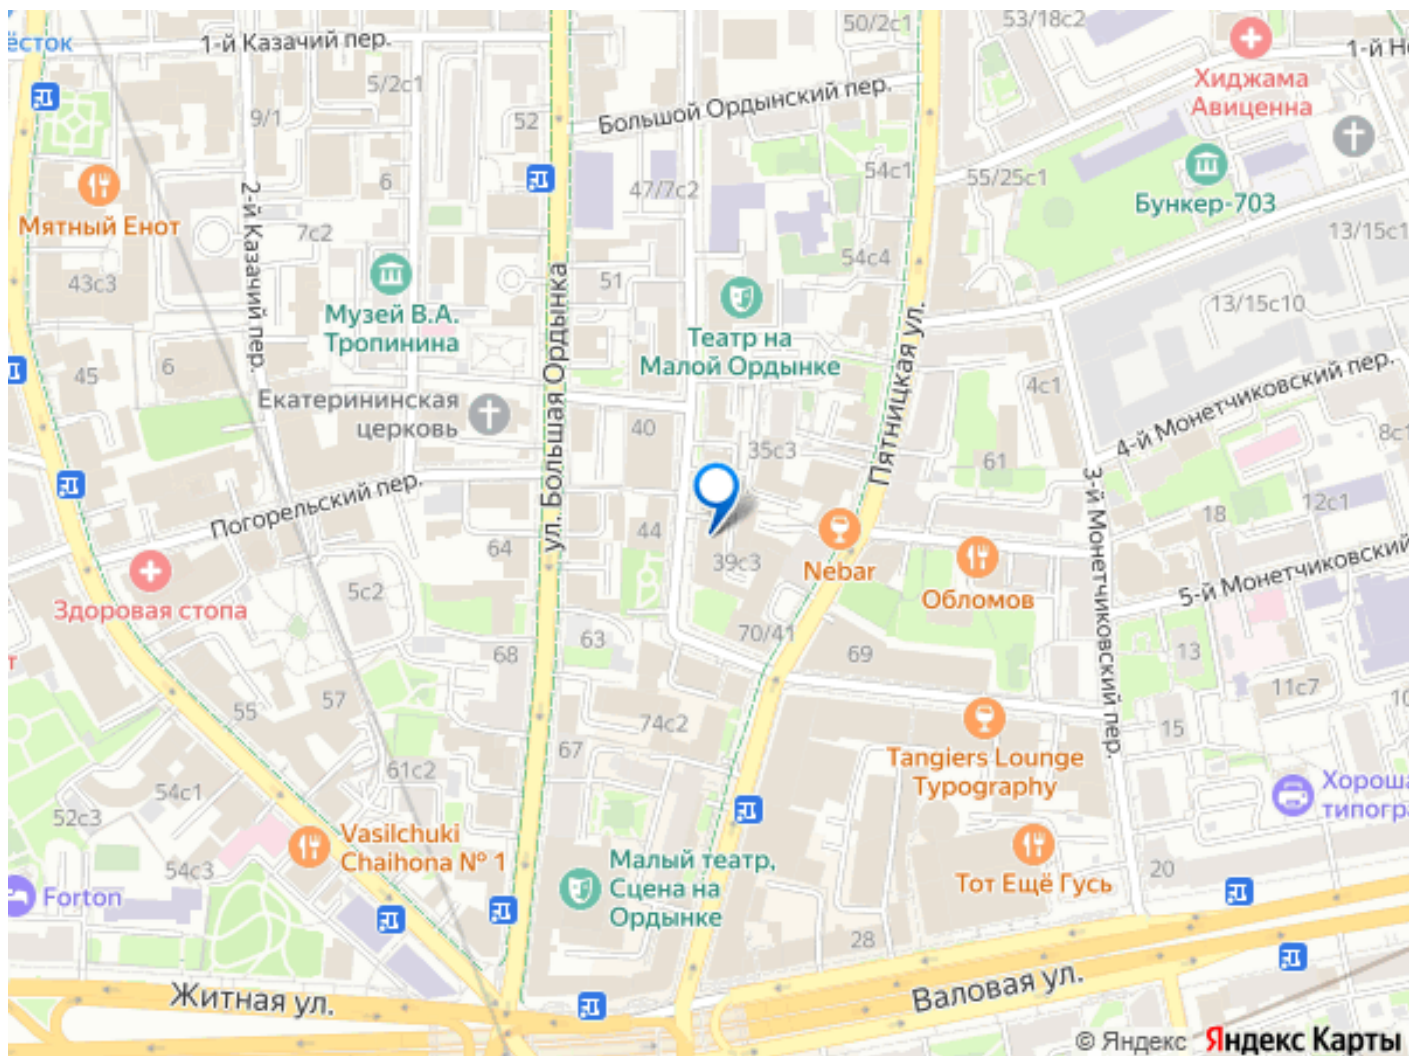 50/2с1
53/18с2
ёсток
1-й Казачий пер.
1-й Но
5/2с1
Хиджама
Авиценна
Большой Ордынский пер.
9/1
52
54с1
55/25с1
6
47/7с2
Бункер-703
Мятный Енот
2-й Казачий пер.
7с2
13/15с1
43с3
51
54с4
Музей В.А.
Тропинина
ул. Большая Ордынка
Театр на
Малой Ордынке
Пятницкая ул.
13/15с10
45
6
4с1
4-й Монетчиковский пер.
Екатерининская
церковь
40
35с3
61
8с1
3-й Монетчиковский пер.
Погорельский пер.
44
18
12с1
64
39с3
Nebar
Обломов
5-й Монетчиковский
Здоровая стопа
5с2
63
70/41
т
68
69
13
55
57
74с2
11с7
10
15
67
Tangiers Lounge
Typography
61с2
54с1
52с3
Хороша
типогра
Vasilchuki
Chaihona № 1
54с3
Малый театр,
Сцена на
Ордынке
Тот Ещё Гусь
20
Forton
28
Житная ул.
Валовая ул.
© Яндекс Яндекс Карты